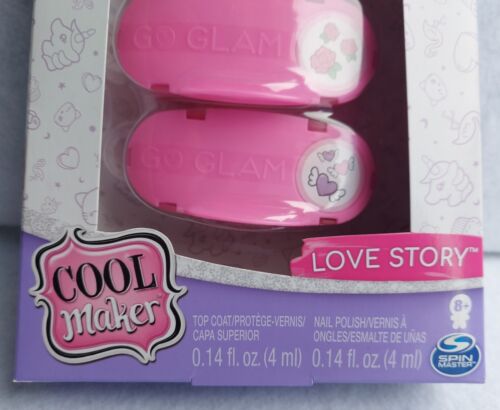 GO GLAM
GO GLAM
LOVE STORY™
COOL
Maker
TOP COAT/PROTÈGE-VERNIS/
CAPA SUPERIOR
0.14 fl. oz. (4 ml)
NAIL POLISH/VERNIS À
ONGLES/ESMALTE DE UÑAS
0.14 fl. oz. (4 ml)
8+
SPIN
MASTER™